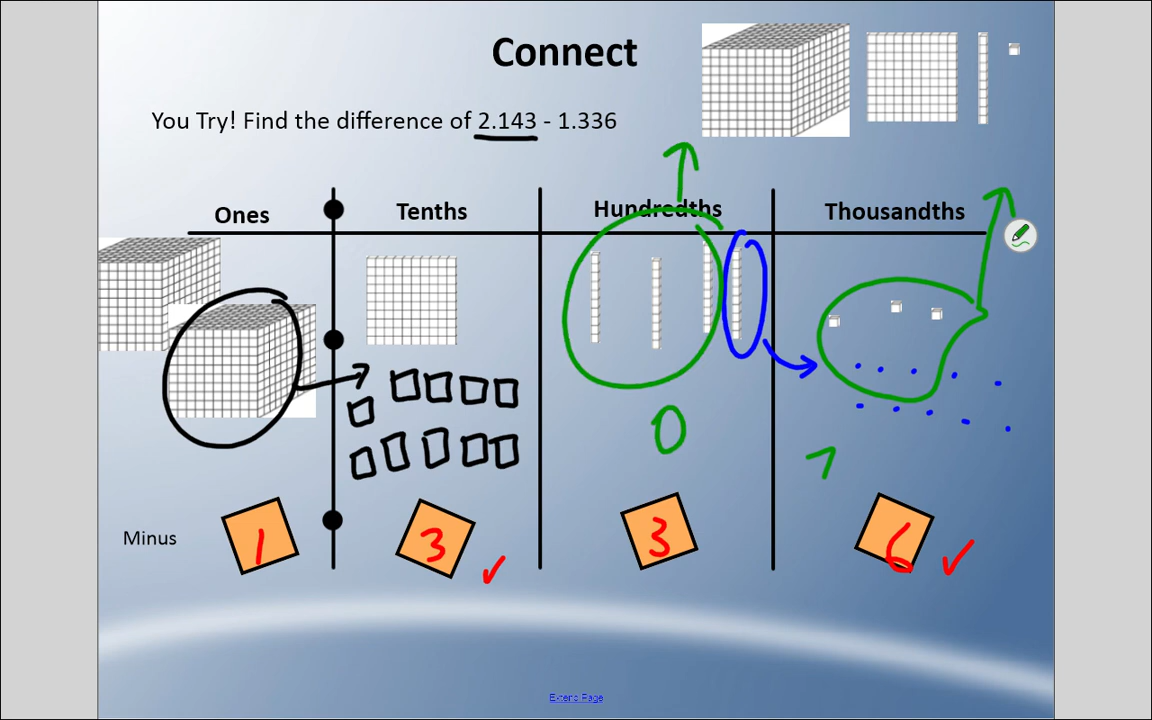 Connect
You Try! Find the difference of 2.143 - 1.336
Ones Tenths Hundredths Thousandths
0 7
Minus 1 3 3 6
Extend Page